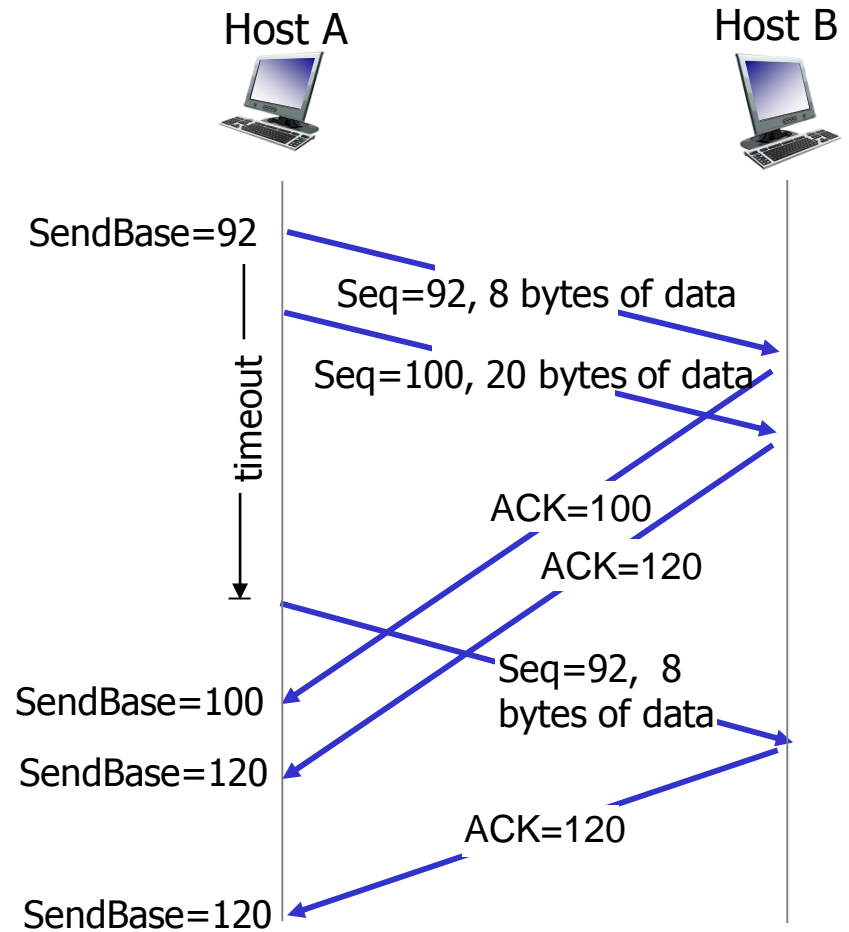 Host A
Host B
SendBase=92
Seq=92, 8 bytes of data
Seq=100, 20 bytes of data
timeout
ACK=100
ACK=120
Seq=92, 8
bytes of data
SendBase=100
SendBase=120
ACK=120
SendBase=120